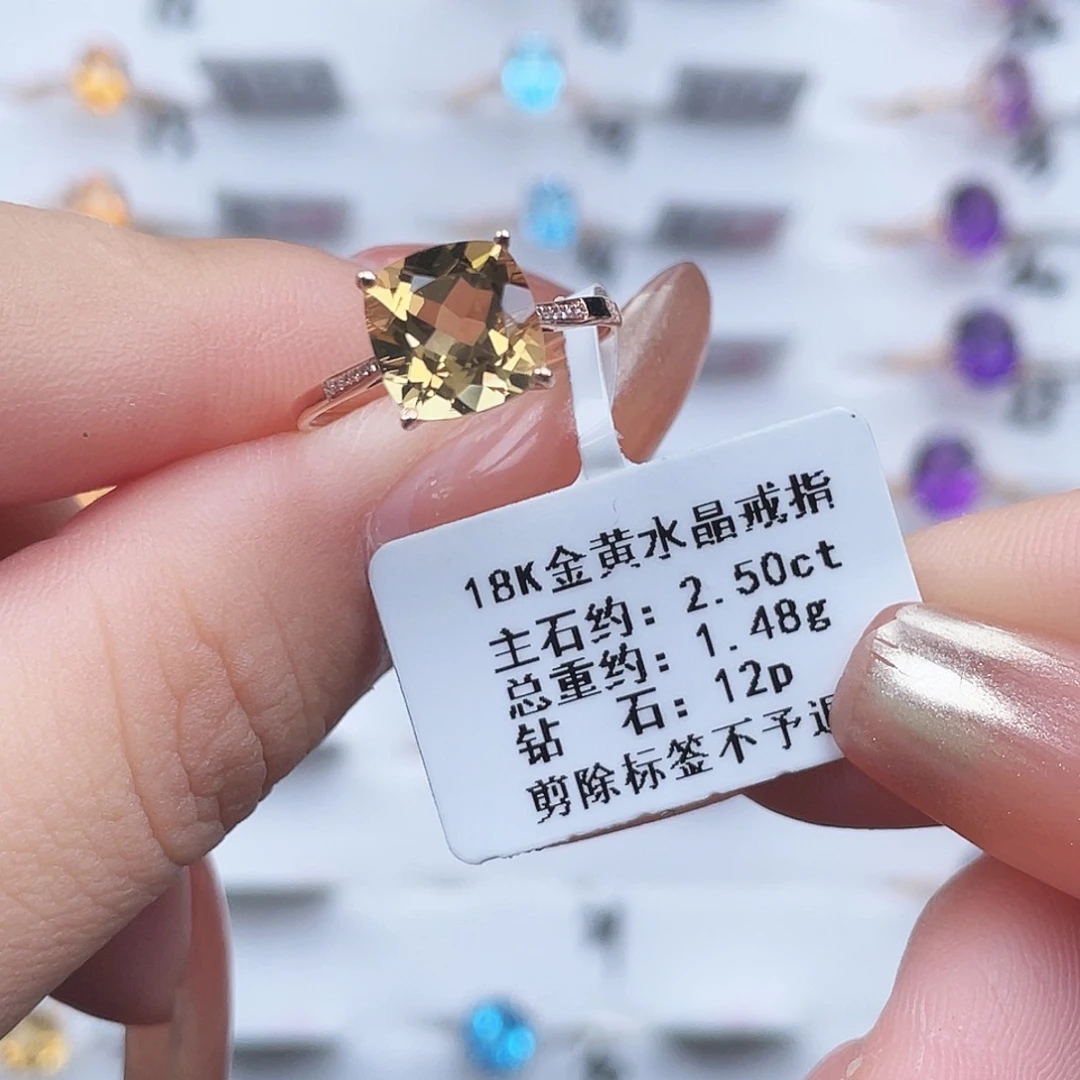 18K金黄水晶戒指
主石约: 2.50ct
总重约: 1.48g
钻 石: 12p
剪除标签不予